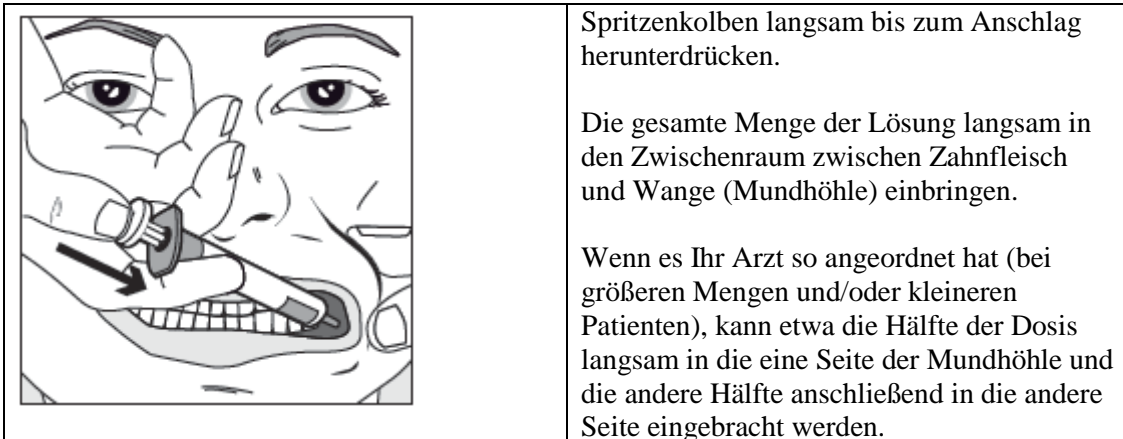 Spritzenkolben langsam bis zum Anschlag
herunterdrücken.
Die gesamte Menge der Lösung langsam in
den Zwischenraum zwischen Zahnfleisch
und Wange (Mundhöhle) einbringen.
Wenn es Ihr Arzt so angeordnet hat (bei
größeren Mengen und/oder kleineren
Patienten), kann etwa die Hälfte der Dosis
langsam in die eine Seite der Mundhöhle und
die andere Hälfte anschließend in die andere
Seite eingebracht werden.